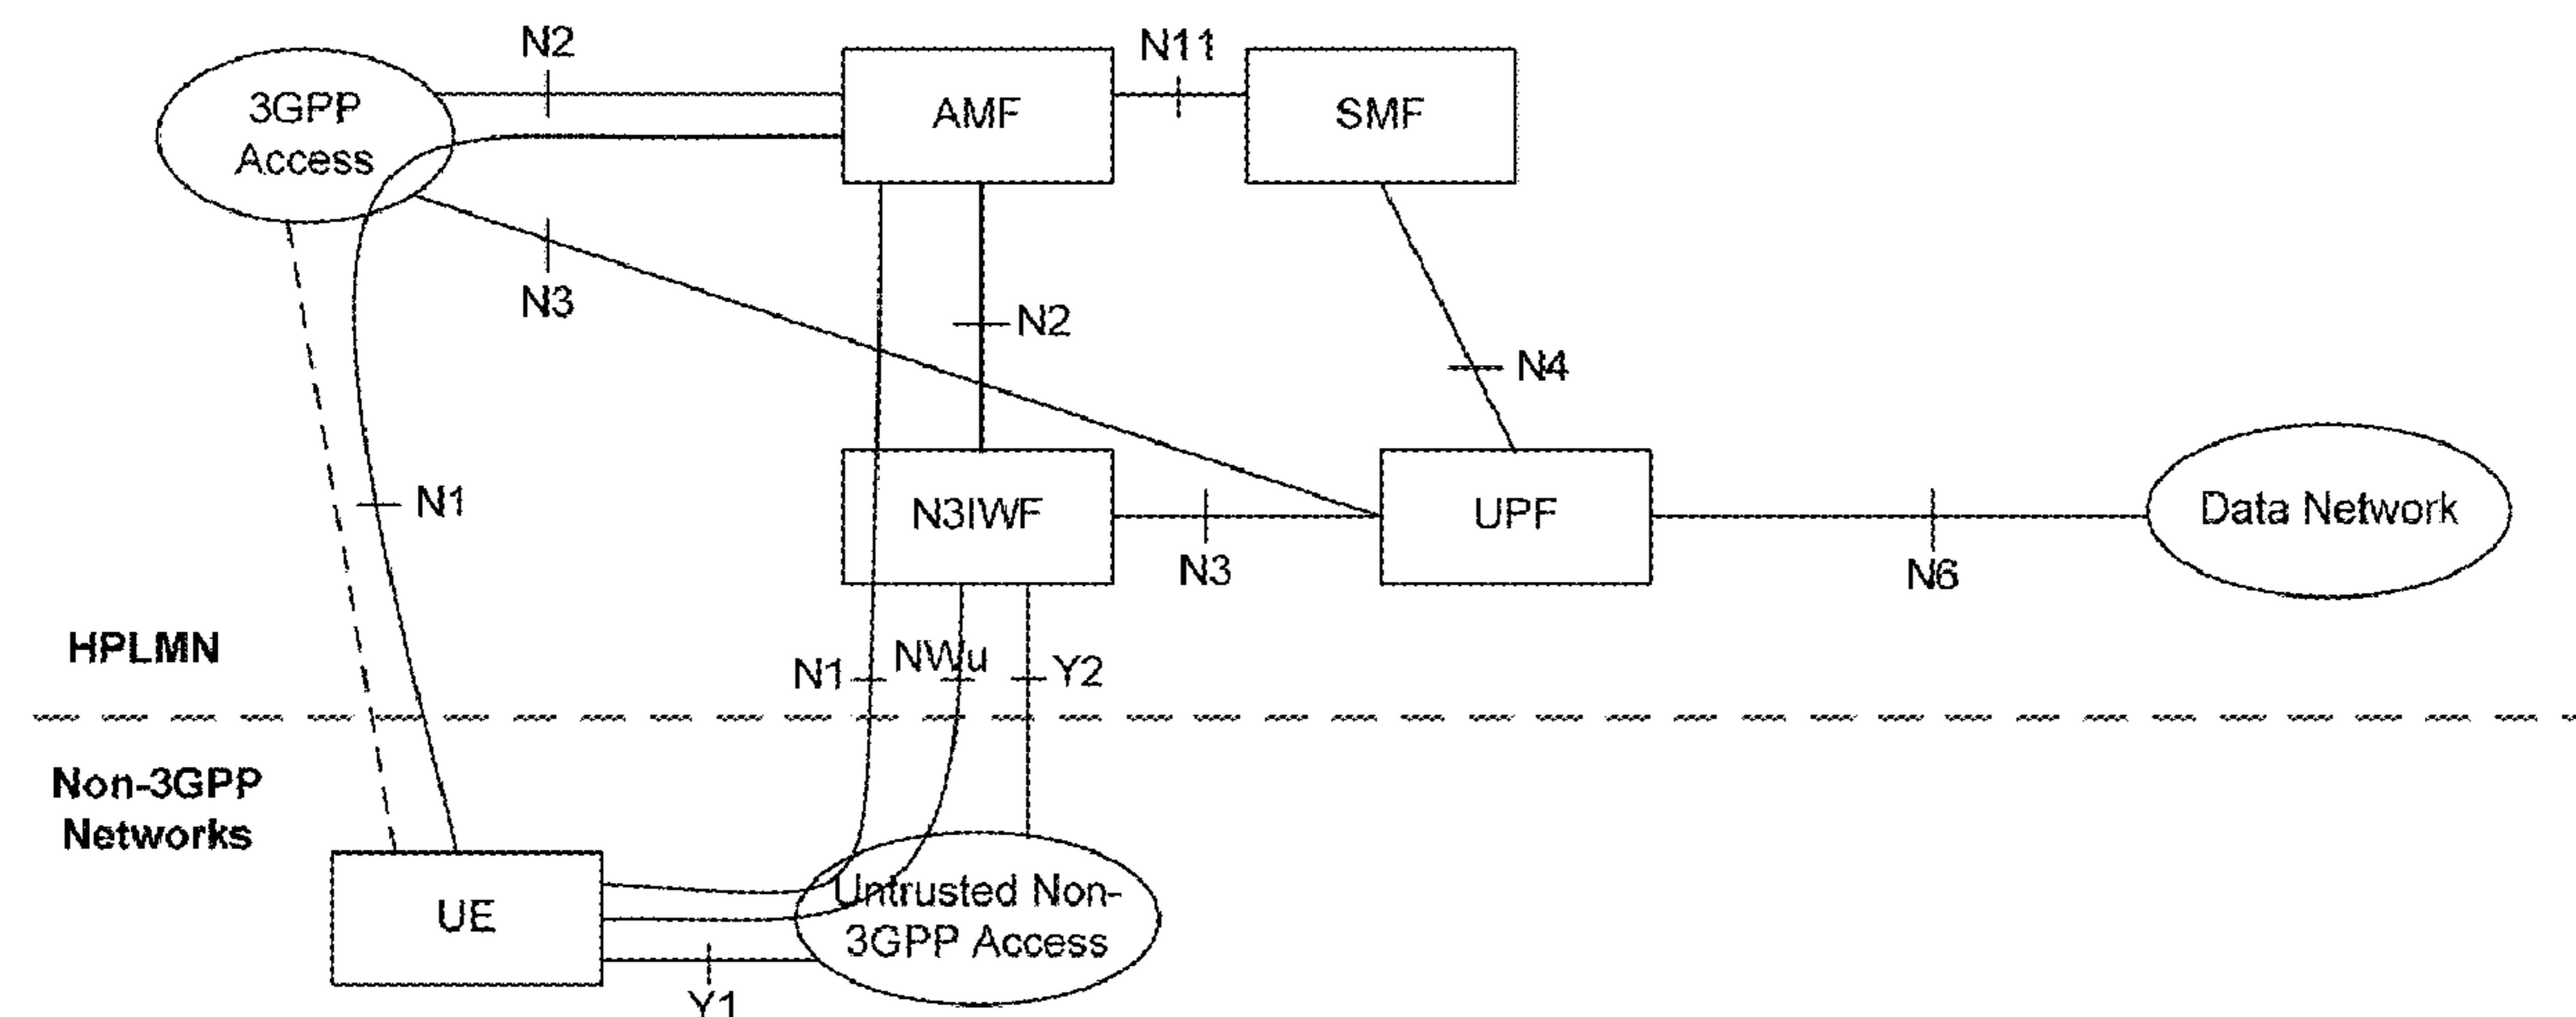 N2
N11
3GPP
Access
AMF
SMF
N3
N2
N4
N1
N3IWF
UPF
Data Network
N3
N6
HPLMN
N1
NWu
Y2
Non-3GPP
Networks
UE
Untrusted Non-
3GPP Access
Y1